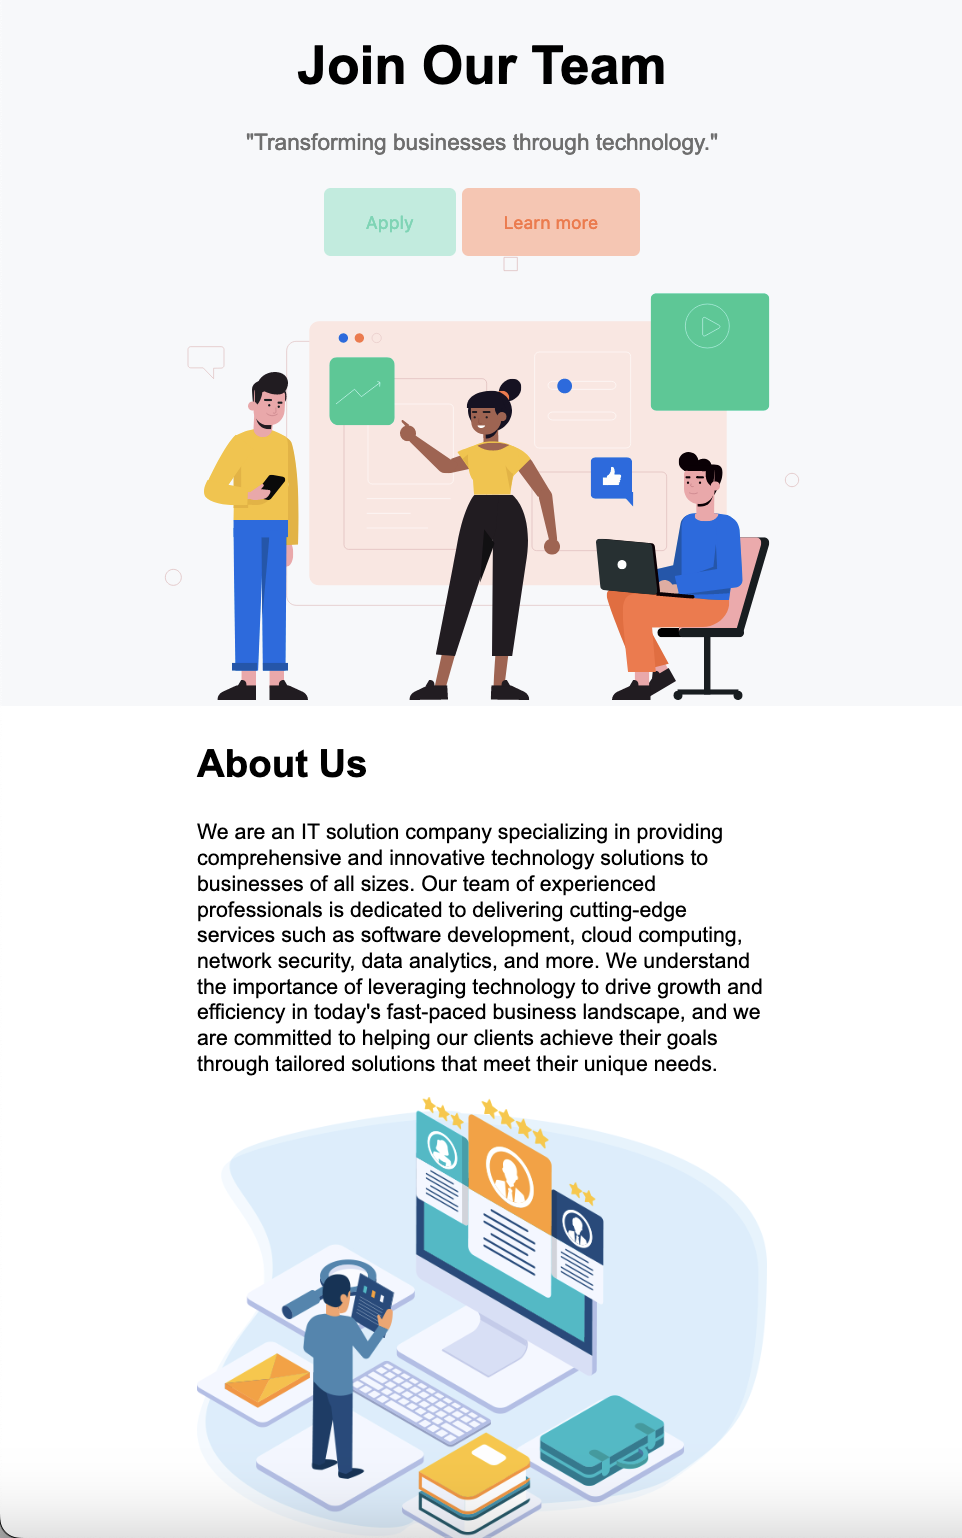 Join Our Team
"Transforming businesses through technology."
Apply
Learn more
About Us
We are an IT solution company specializing in providing
comprehensive and innovative technology solutions to
businesses of all sizes. Our team of experienced
professionals is dedicated to delivering cutting-edge
services such as software development, cloud computing,
network security, data analytics, and more. We understand
the importance of leveraging technology to drive growth and
efficiency in today's fast-paced business landscape, and we
are committed to helping our clients achieve their goals
through tailored solutions that meet their unique needs.